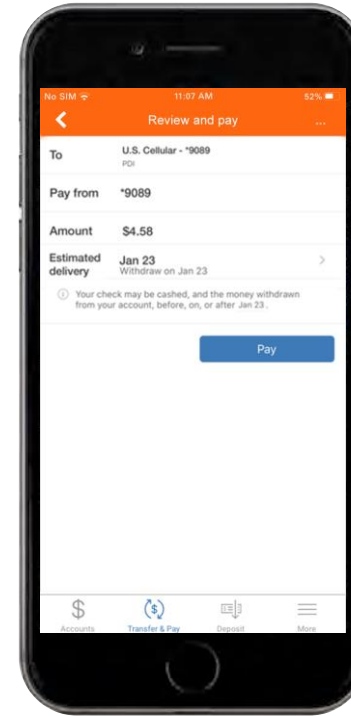 No SIM 11:07 AM 52%
Review and pay ...
To U.S. Cellular - *9089
PDI
Pay from *9089
Amount $4.58
Estimated delivery Jan 23
Withdraw on Jan 23
Your check may be cashed, and the money withdrawn
from your account, before, on, or after Jan 23.
Pay
Accounts Transfer & Pay Deposit More